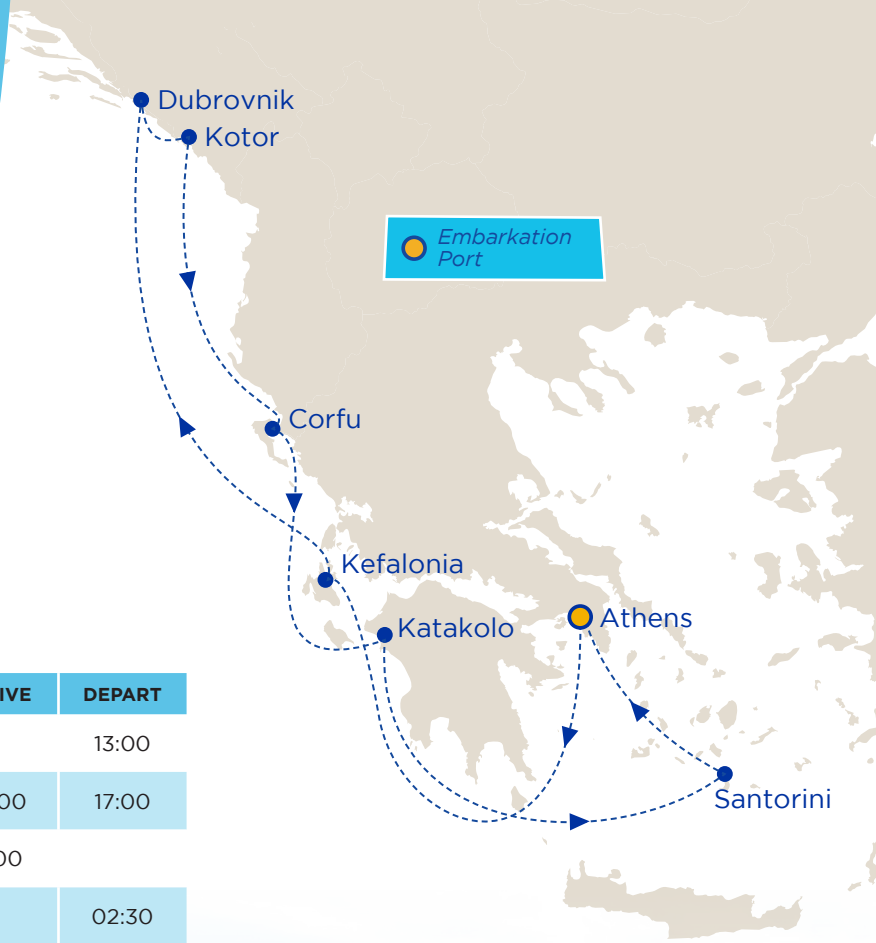 Dubrovnik
Kotor
Embarkation
Port
Corfu
Kefalonia
Katakolo
Athens
Santorini
DEPART
13:00
17:00
02:30